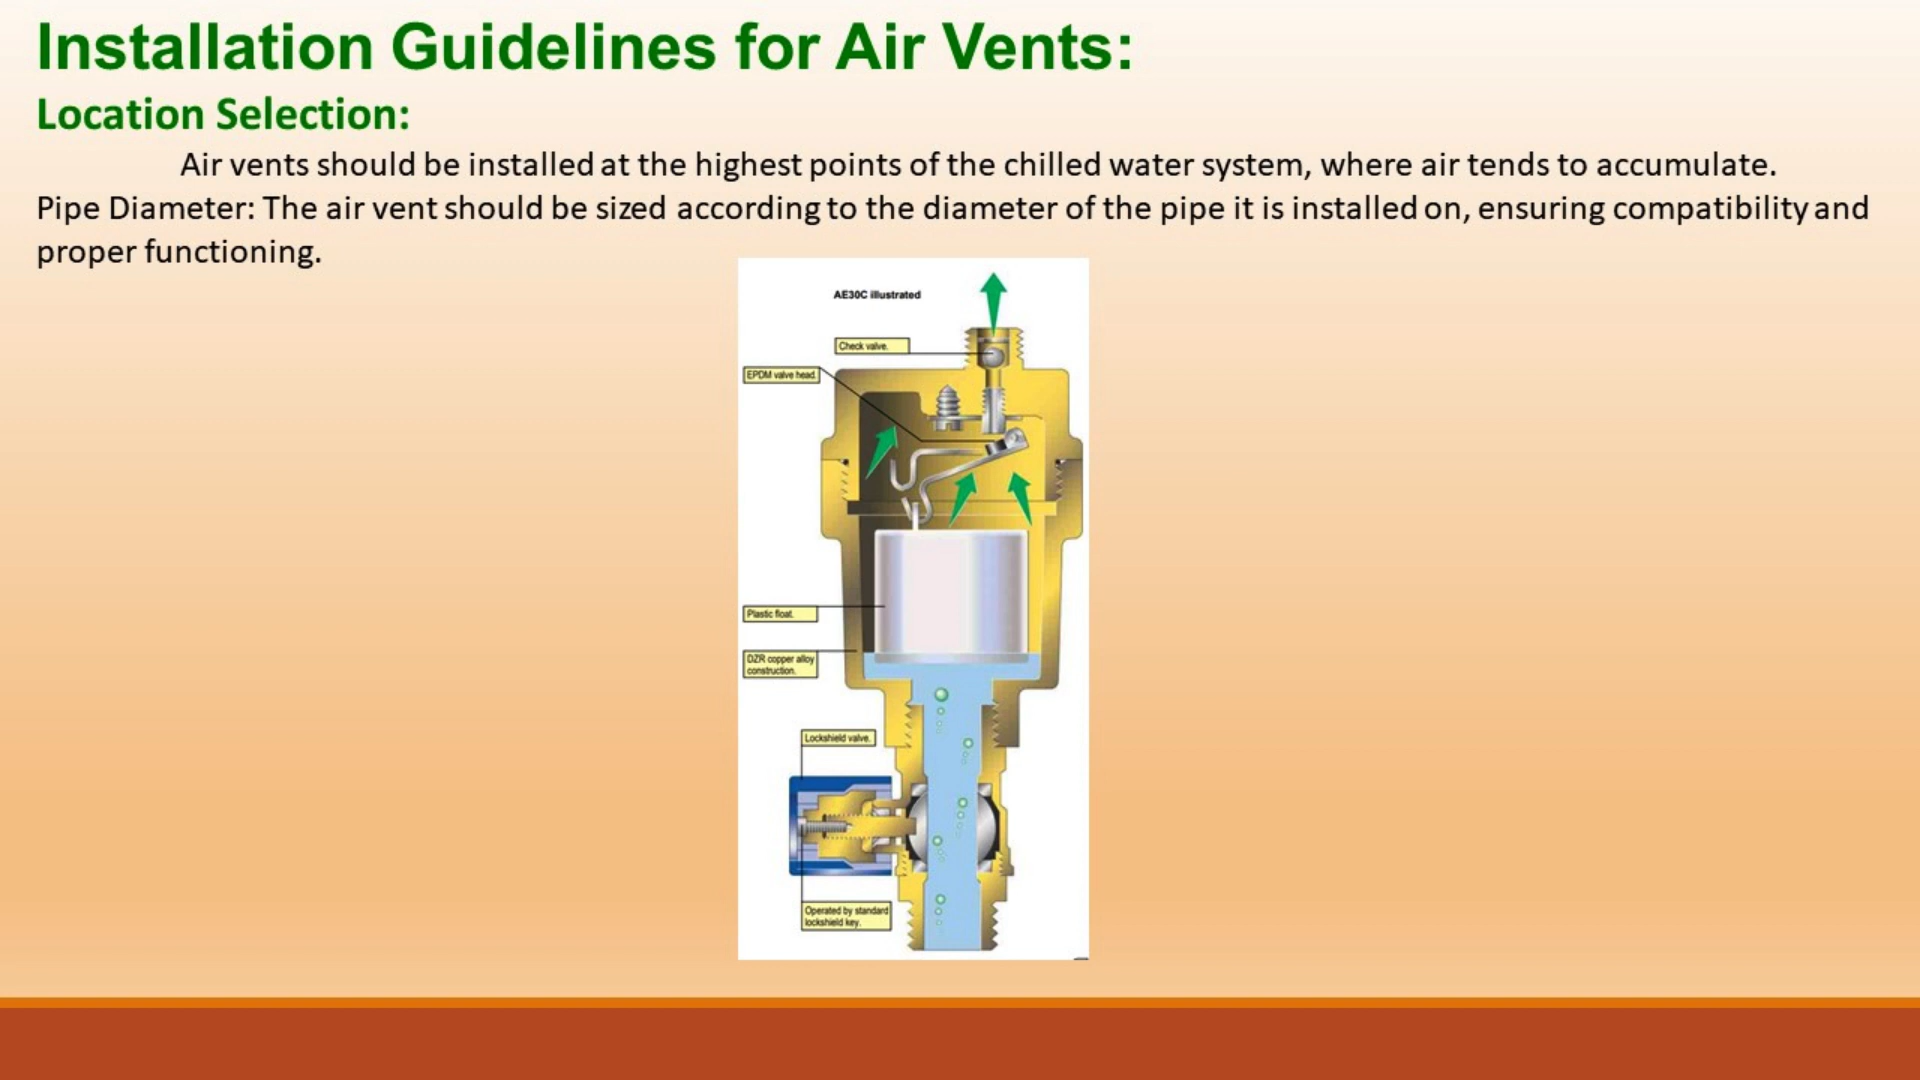 Installation Guidelines for Air Vents:
Location Selection:
Air vents should be installed at the highest points of the chilled water system, where air tends to accumulate.
Pipe Diameter: The air vent should be sized according to the diameter of the pipe it is installed on, ensuring compatibility and
proper functioning.
AE30C illustrated
Check valve.
EPDM valve head.
Plastic float.
DZR copper alloy
construction.
Lockshield valve.
Operated by standard
lockshield key.